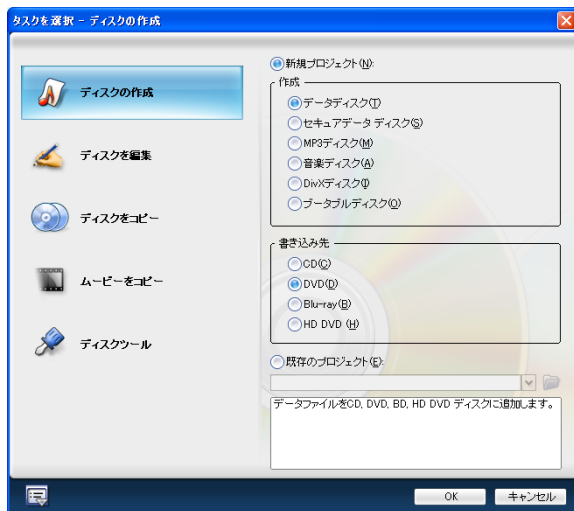 タスクを選択 - ディスクの作成
ディスクの作成
ディスクを編集
ディスクをコピー
ムービーをコピー
ディスクツール
新規プロジェクト(N):
作成
データディスク(T)
セキュアデータ ディスク(S)
MP3ディスク(M)
音楽ディスク(A)
DivXディスク(I)
ブータブルディスク(O)
書き込み先
CD(C)
DVD(D)
Blu-ray(B)
HD DVD (H)
既存のプロジェクト(E):
データファイルをCD, DVD, BD, HD DVD ディスクに追加します。
OK
キャンセル